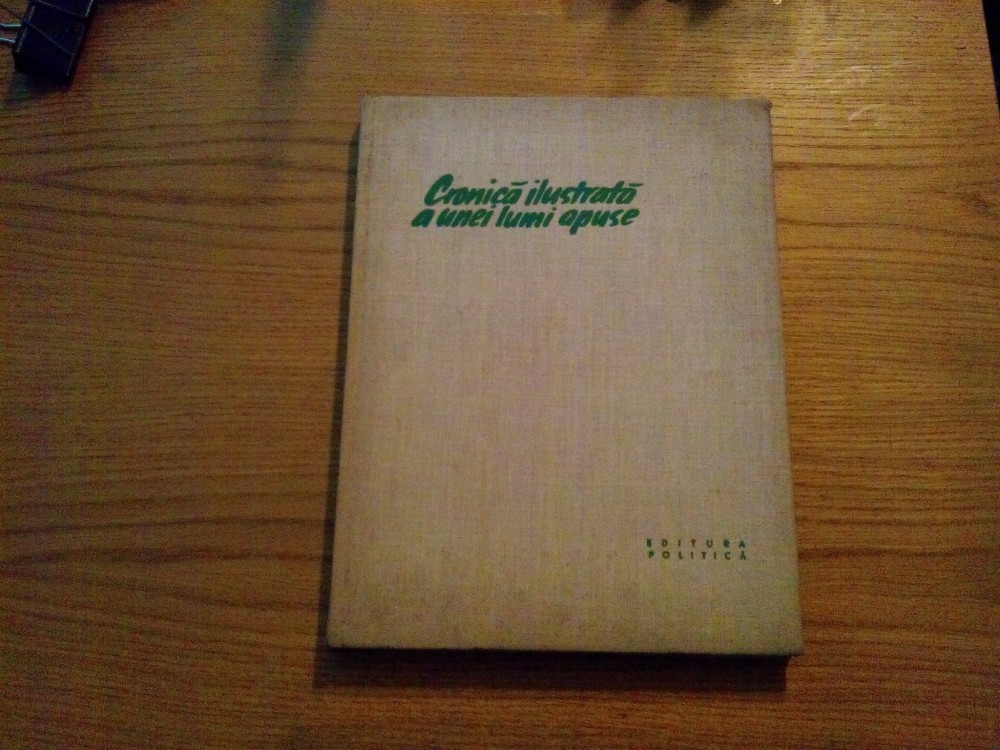 Cronică ilustrată
a unei lumi apuse
EDITURA
POLITICĂ